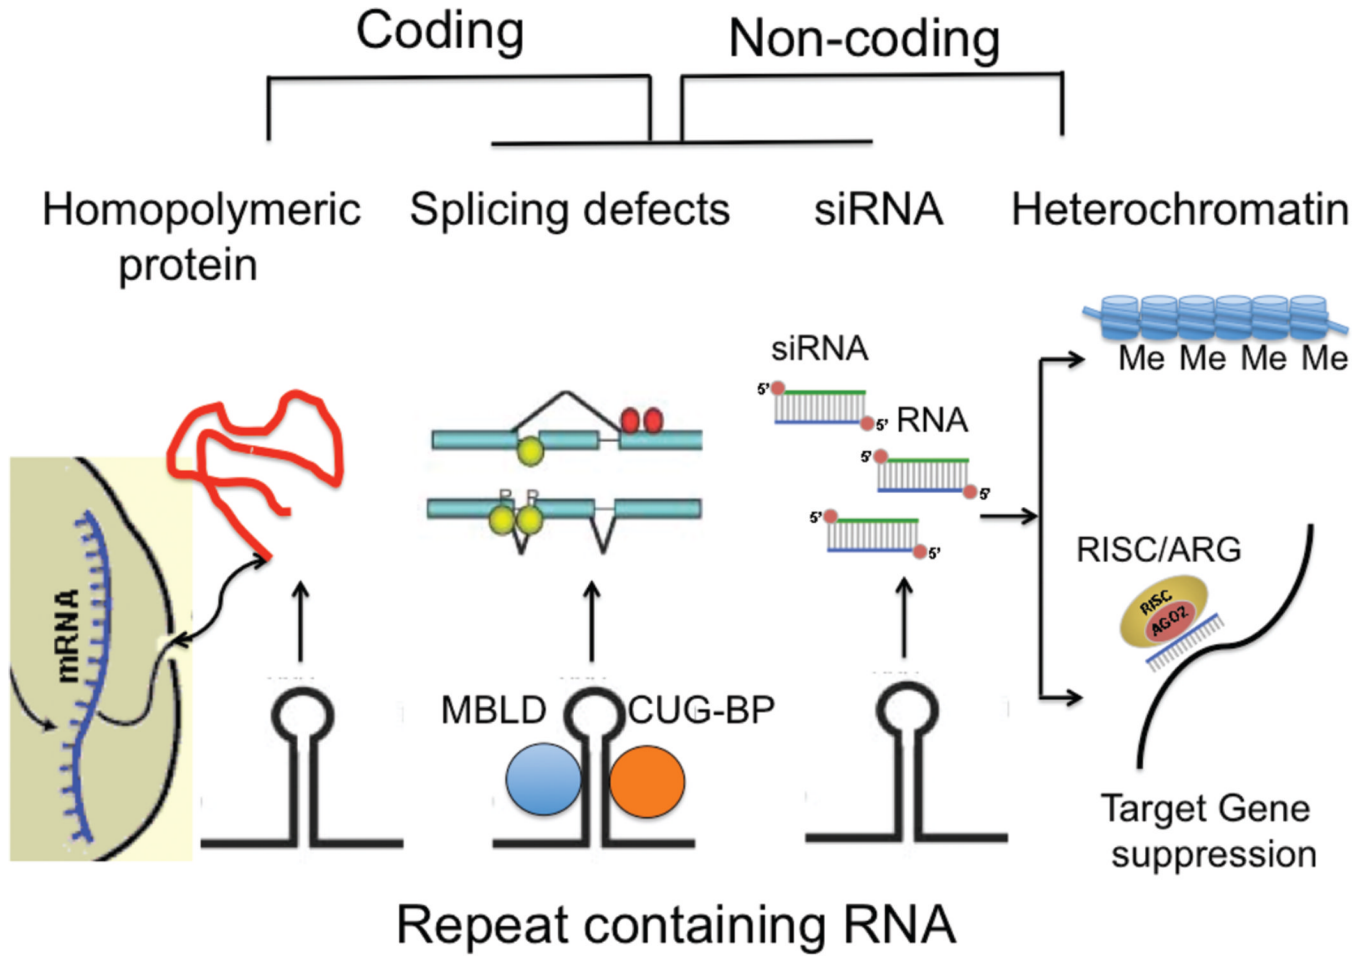 Coding
Non-coding
Homopolymeric
protein
Splicing defects
siRNA
Heterochromatin
Me Me Me Me
siRNA
5'
5'
RNA
5'
5'
5'
5'
P P
mRNA
RISC/ARG
RISC
AGO2
MBLD
CUG-BP
Target Gene
suppression
Repeat containing RNA